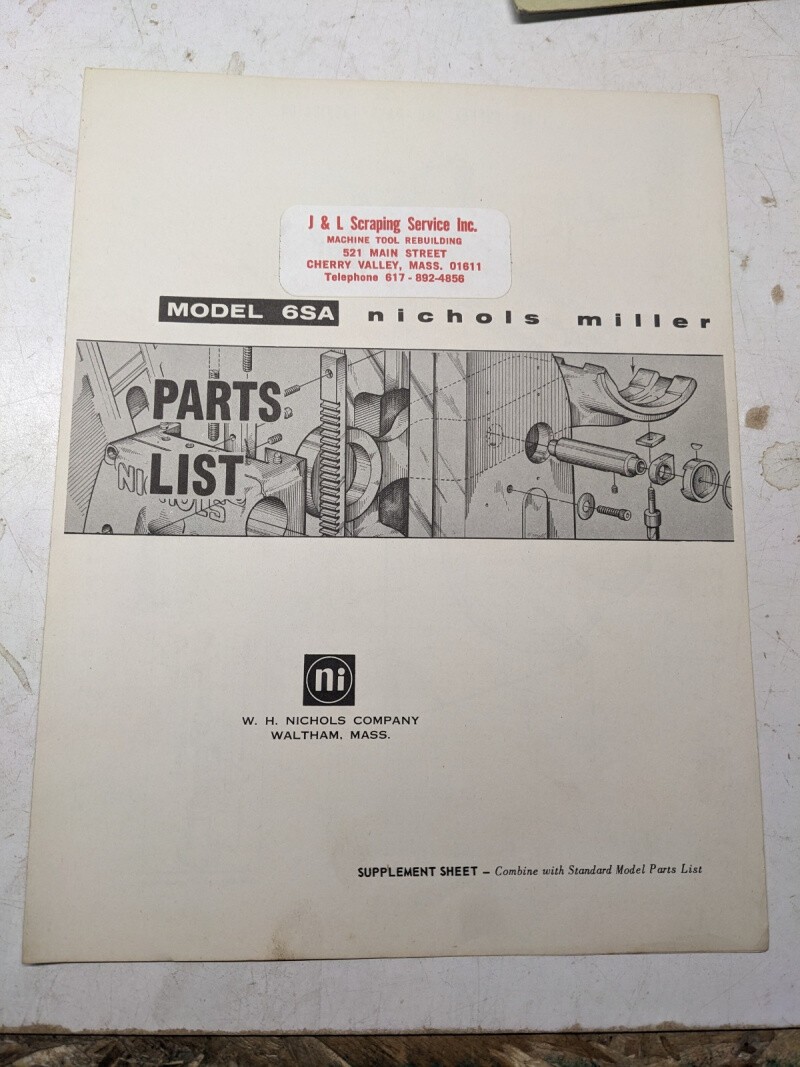 J & L Scraping Service Inc.
MACHINE TOOL REBUILDING
521 MAIN STREET
CHERRY VALLEY, MASS. 01611
Telephone 617 - 892-4856
MODEL 6SA nichols miller
PARTS
LIST
NICHOLS
ni
W. H. NICHOLS COMPANY
WALTHAM, MASS.
SUPPLEMENT SHEET – Combine with Standard Model Parts List